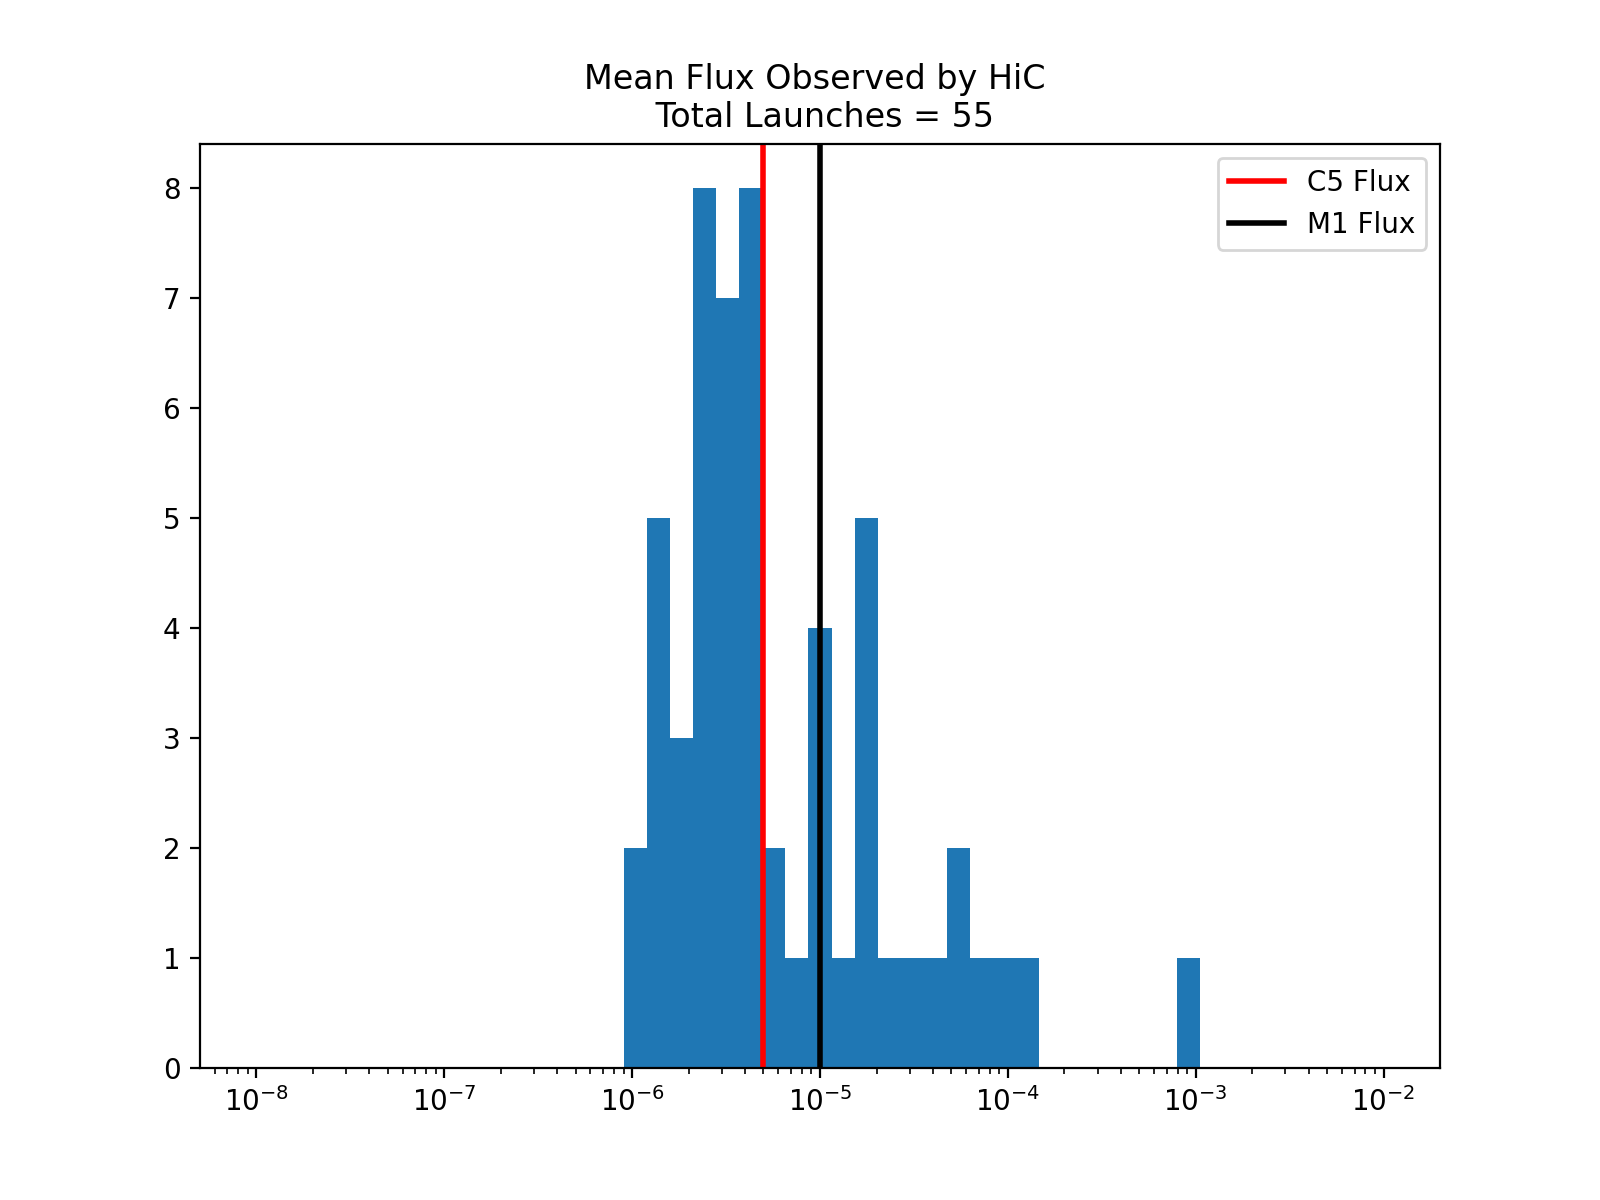 Mean Flux Observed by HiC
Total Launches = 55
C5 Flux
M1 Flux
8
7
6
5
4
3
2
1
0
10⁻⁸ 10⁻⁷ 10⁻⁶ 10⁻⁵ 10⁻⁴ 10⁻³ 10⁻²